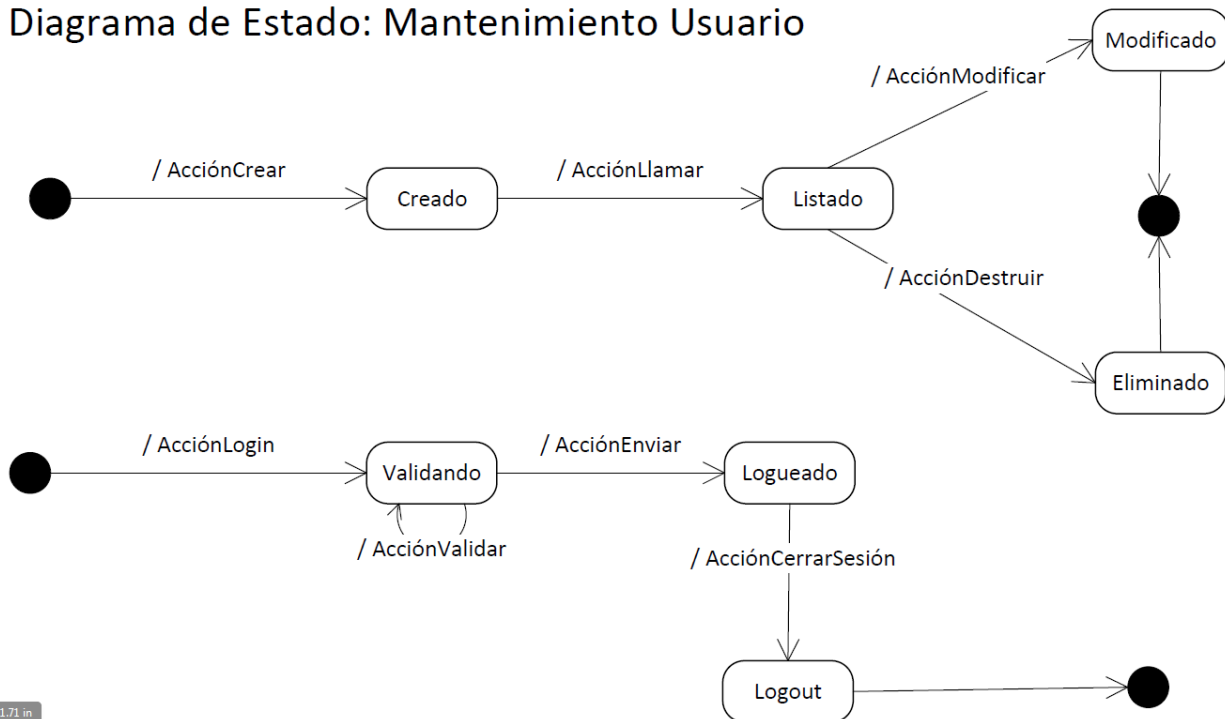 Diagrama de Estado: Mantenimiento Usuario
Modificado
/ AcciónModificar
/ AcciónCrear
/ AcciónLlamar
Creado
Listado
/ AcciónDestruir
Eliminado
/ AcciónLogin
/ AcciónEnviar
Validando
Logueado
/ AcciónValidar
/ AcciónCerrarSesión
Logout
1.71 in